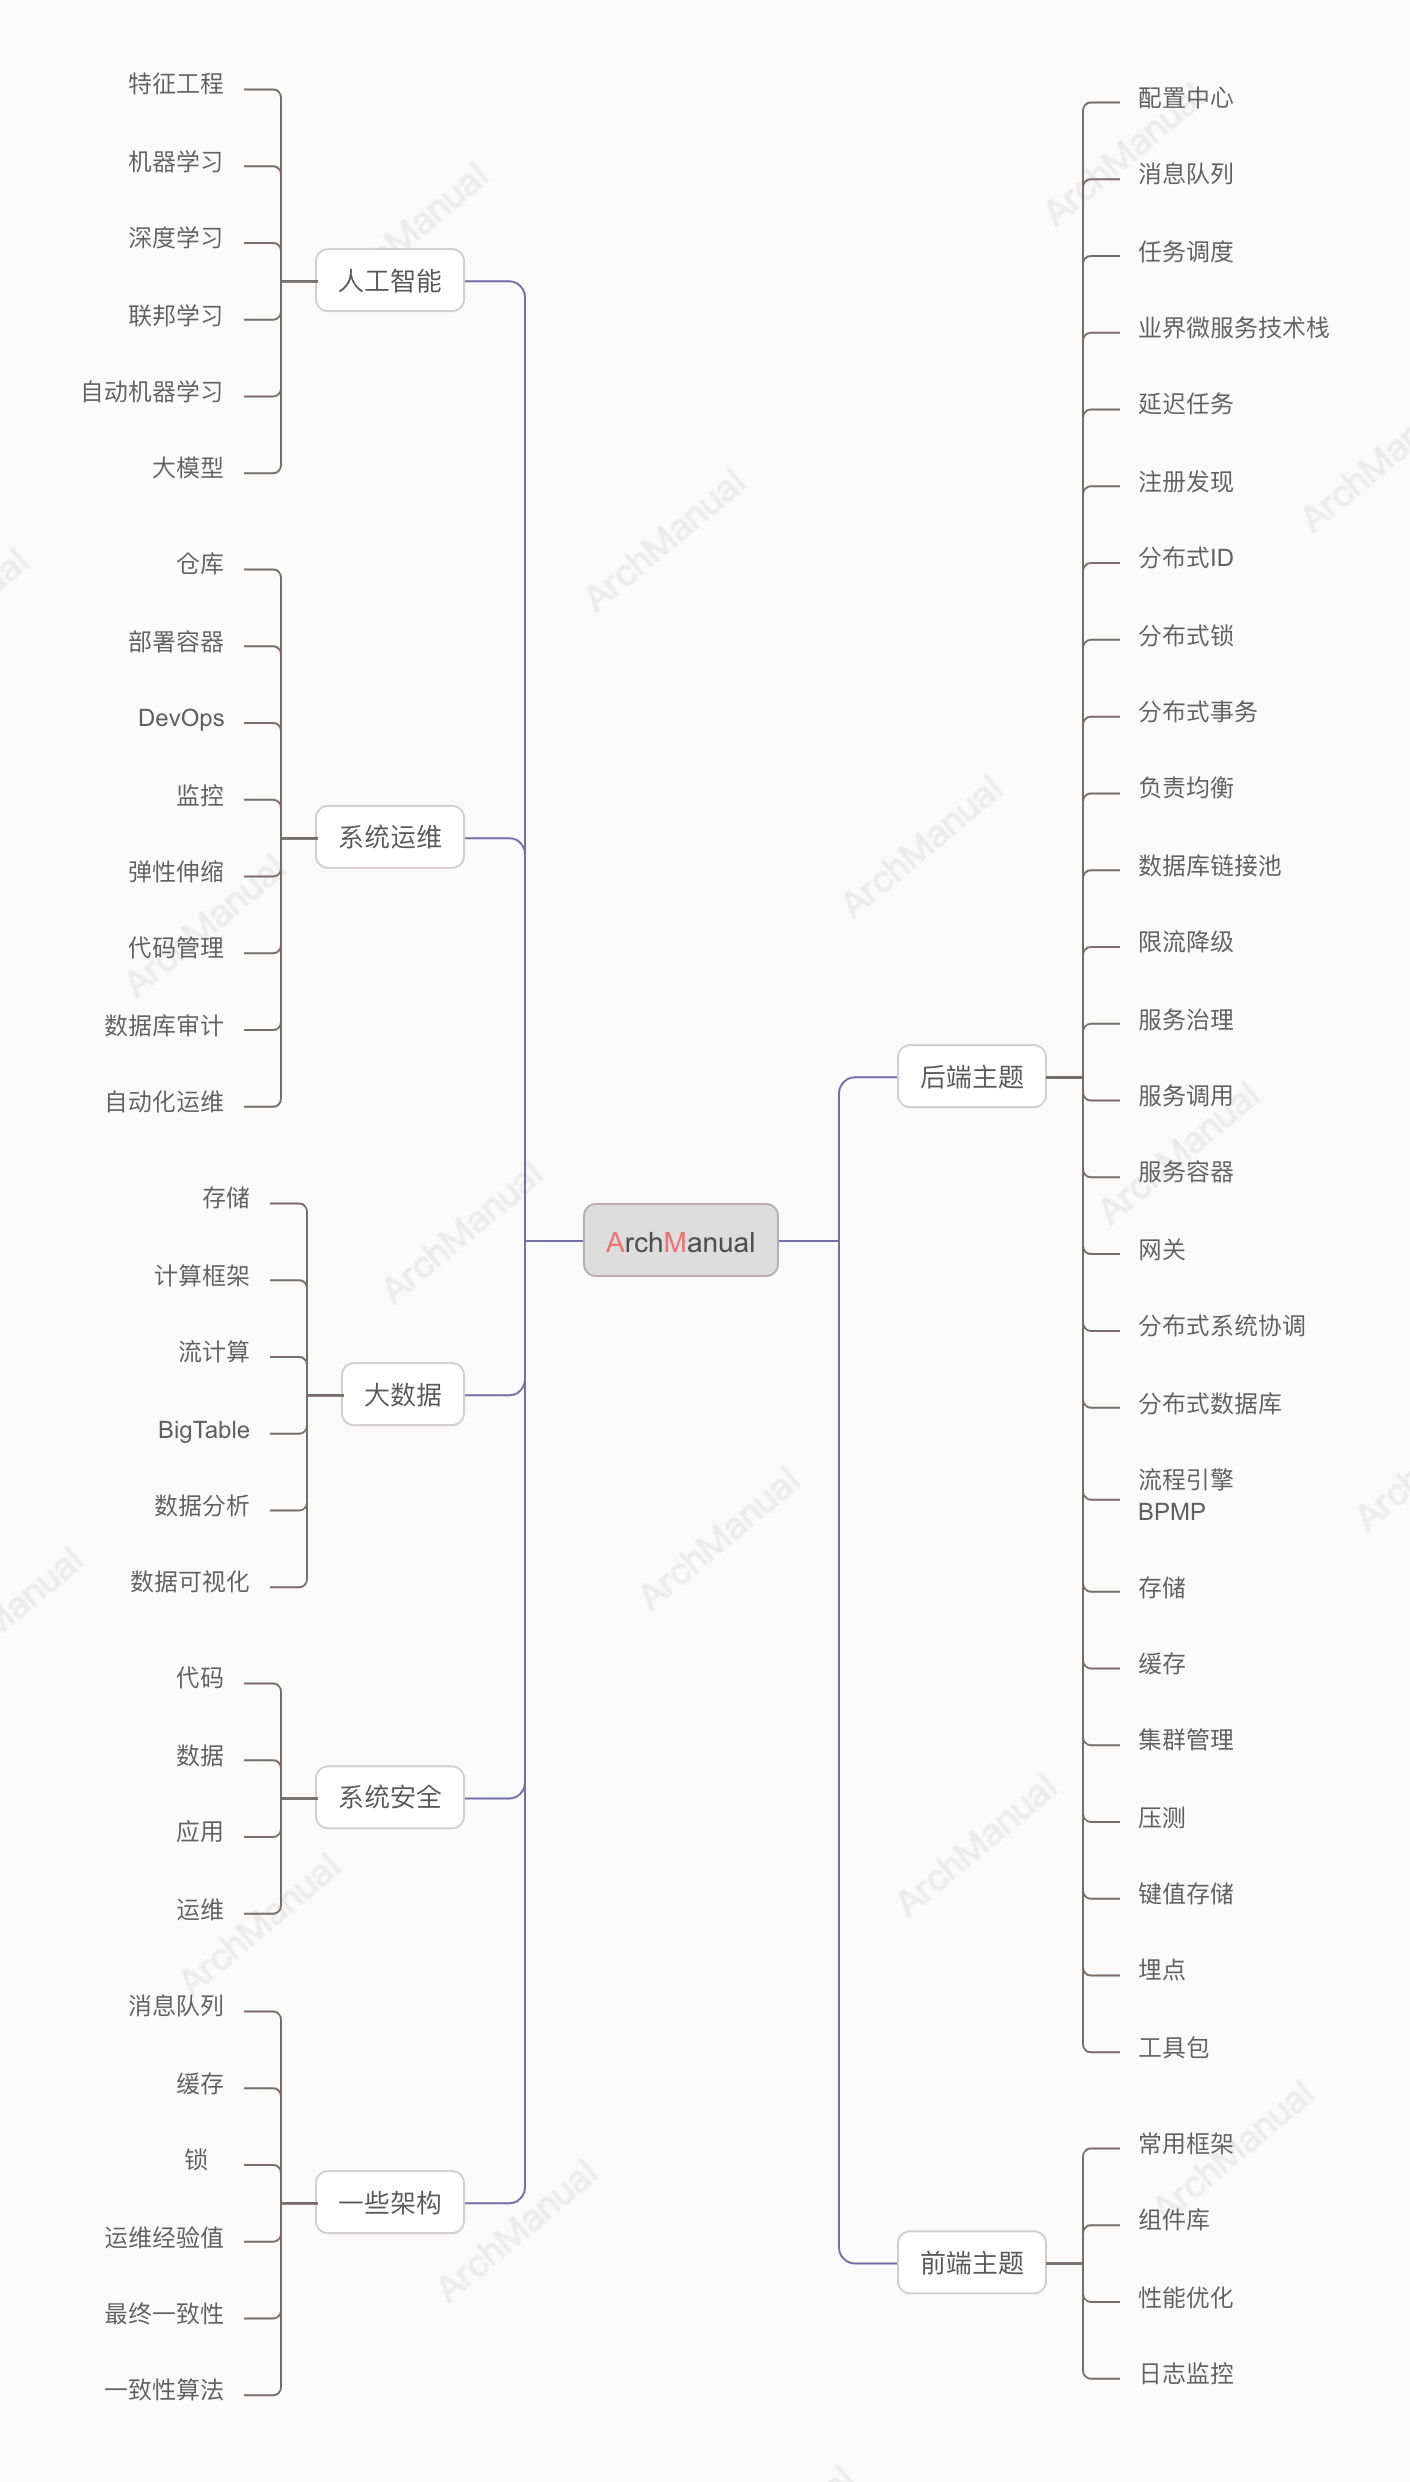 ArchManual
后端主题
配置中心
消息队列
任务调度
业界微服务技术栈
延迟任务
注册发现
分布式ID
分布式锁
分布式事务
负责均衡
数据库链接池
限流降级
服务治理
服务调用
服务容器
网关
分布式系统协调
分布式数据库
流程引擎
BPMP
存储
缓存
集群管理
压测
键值存储
埋点
工具包
前端主题
常用框架
组件库
性能优化
日志监控
人工智能
特征工程
机器学习
深度学习
联邦学习
自动机器学习
大模型
系统运维
仓库
部署容器
DevOps
监控
弹性伸缩
代码管理
数据库审计
自动化运维
大数据
存储
计算框架
流计算
BigTable
数据分析
数据可视化
系统安全
代码
数据
应用
运维
一些架构
消息队列
缓存
锁
运维经验值
最终一致性
一致性算法
ArchManual
ArchManual
ArchManual
ArchManual
ArchManual
ArchManual
ArchManual
ArchManual
ArchManual
ArchManual
ArchManual
ArchManual